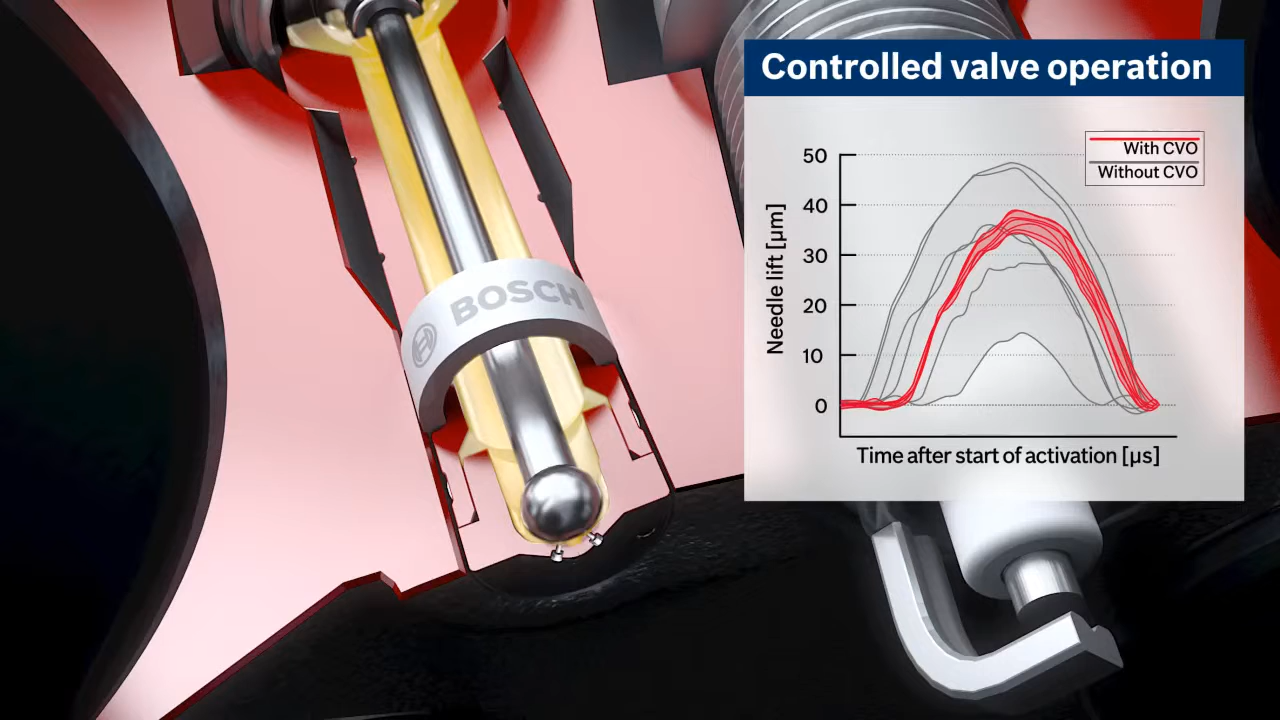 BOSCH
Controlled valve operation
With CVO
Without CVO
50
40
30
20
10
0
Needle lift [µm]
Time after start of activation [µs]